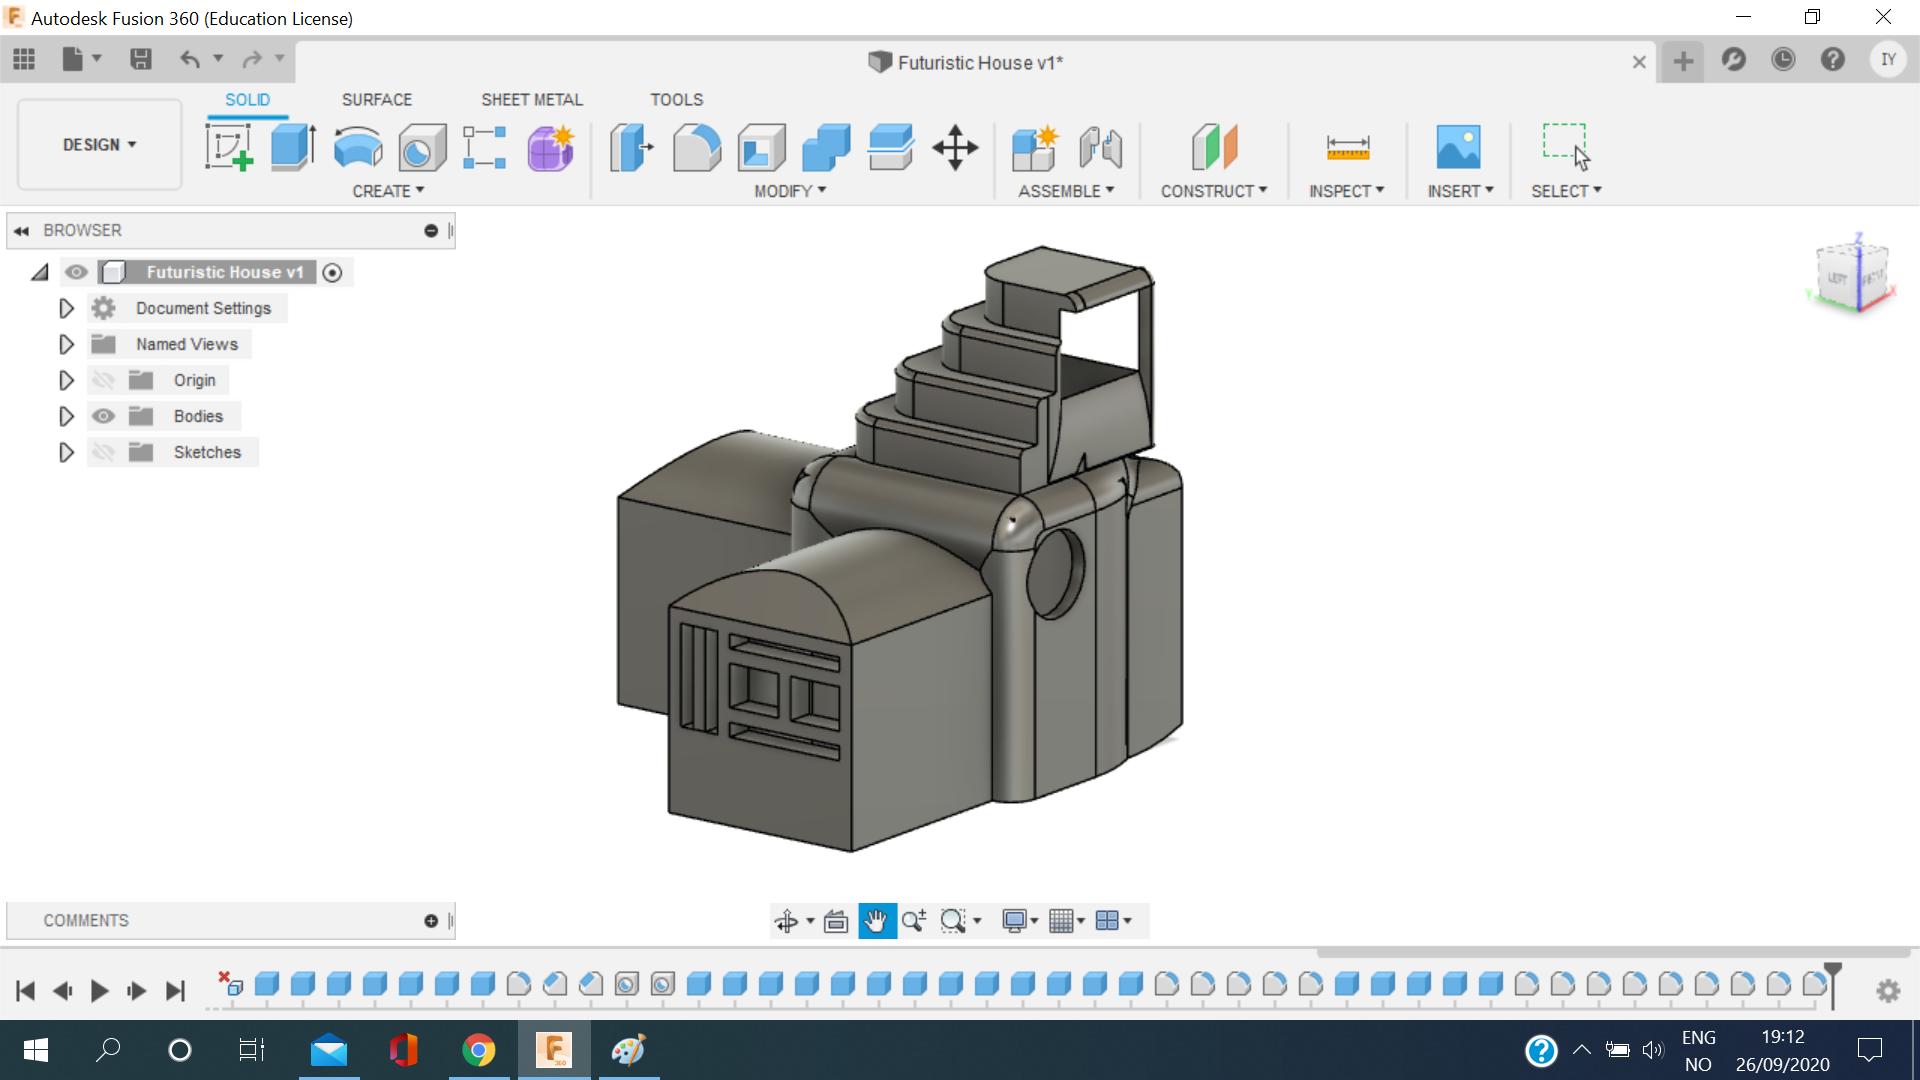 Autodesk Fusion 360 (Education License)
Futuristic House v1*
IY
SOLID SURFACE SHEET METAL TOOLS
DESIGN
CREATE MODIFY ASSEMBLE CONSTRUCT INSPECT INSERT SELECT
BROWSER
Futuristic House v1
Document Settings
Named Views
Origin
Bodies
Sketches
Z
LEFT FRONT
Y X
COMMENTS
ENG 19:12
NO 26/09/2020